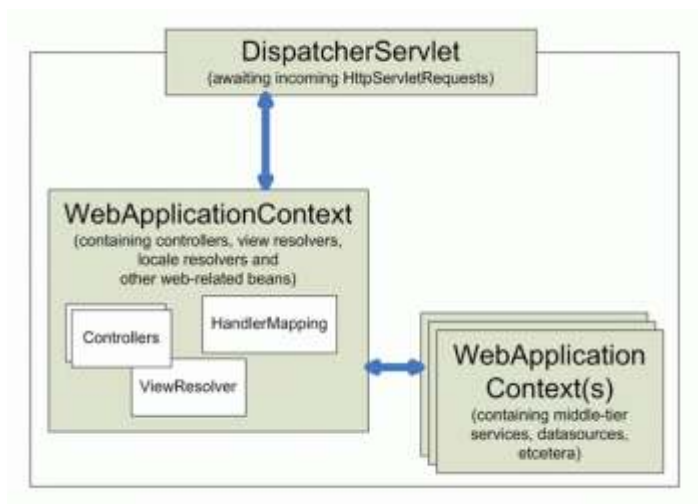 DispatcherServlet
(awaiting incoming HttpServletRequests)
WebApplicationContext
(containing controllers, view resolvers,
locale resolvers and
other web-related beans)
Controllers
HandlerMapping
ViewResolver
WebApplication
Context(s)
(containing middle-tier
services, datasources,
etcetera)